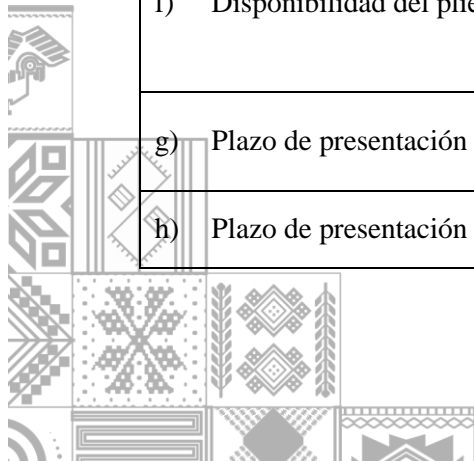 Disponibilidad del
g) Plazo de presentación
h) Plazo de presentación